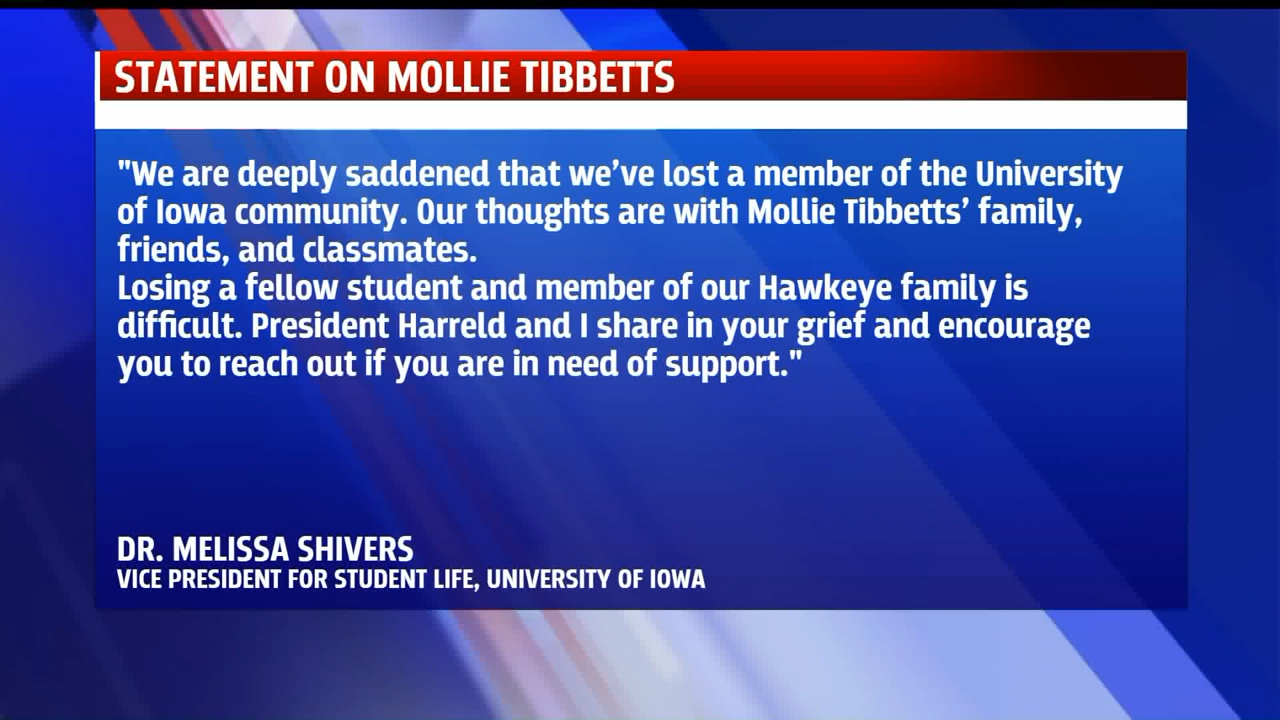 STATEMENT ON MOLLIE TIBBETTS
"We are deeply saddened that we’ve lost a member of the University
of Iowa community. Our thoughts are with Mollie Tibbetts’ family,
friends, and classmates.
Losing a fellow student and member of our Hawkeye family is
difficult. President Harreld and I share in your grief and encourage
you to reach out if you are in need of support."
DR. MELISSA SHIVERS
VICE PRESIDENT FOR STUDENT LIFE, UNIVERSITY OF IOWA